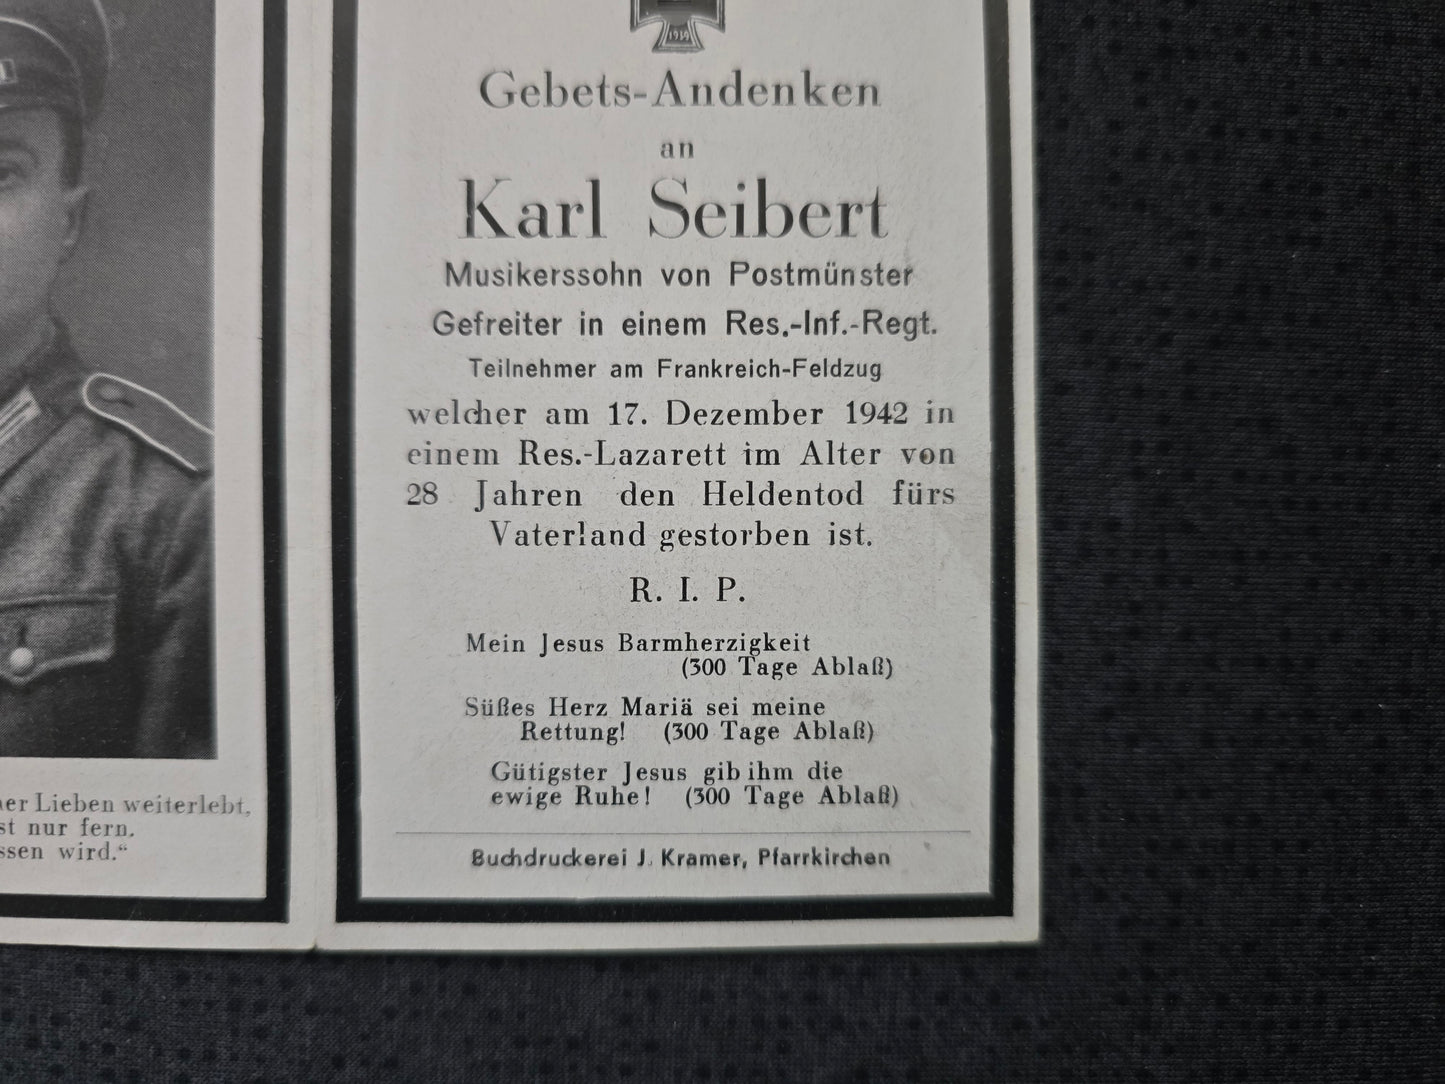 1939
Gebets-Andenken
an
Karl Seibert
Musikerssohn von Postmünster
Gefreiter in einem Res.-Inf.-Regt.
Teilnehmer am Frankreich-Feldzug
welcher am 17. Dezember 1942 in
einem Res.-Lazarett im Alter von
28 Jahren den Heldentod fürs
Vaterland gestorben ist.
R. I. P.
Mein Jesus Barmherzigkeit
(300 Tage Ablaß)
Süßes Herz Mariä sei meine
Rettung! (300 Tage Ablaß)
Gütigster Jesus gib ihm die
ewige Ruhe! (300 Tage Ablaß)
Buchdruckerei J. Kramer, Pfarrkirchen
Lieben weiterlebt,
nur fern.
wird.“